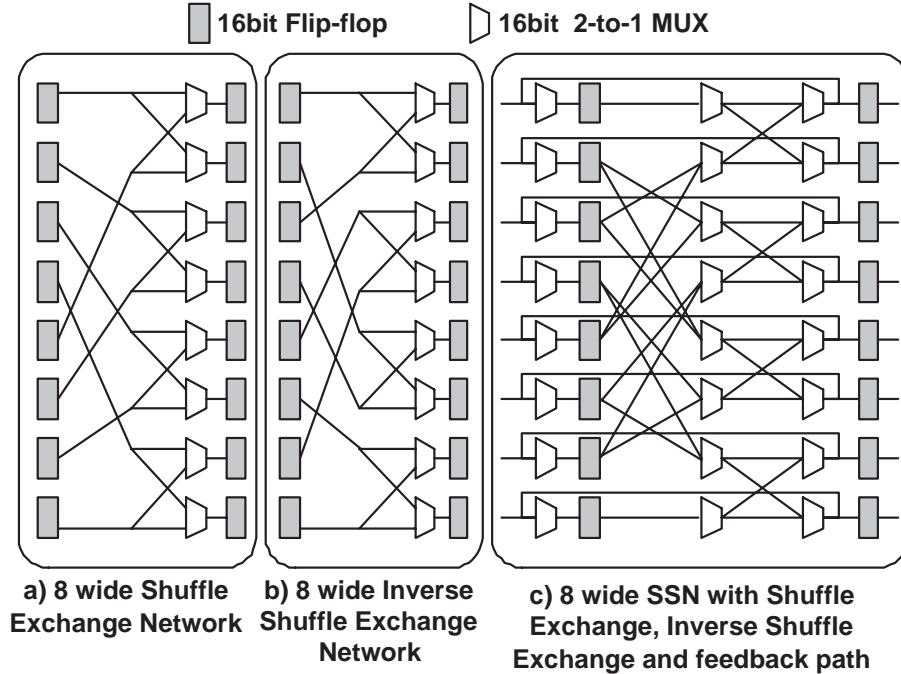 16bit Flip-flop
16bit 2-to-1 MUX
a) 8 wide Shuffle
Exchange Network
b) 8 wide Inverse
Shuffle Exchange
Network
c) 8 wide SSN with Shuffle
Exchange, Inverse Shuffle
Exchange and feedback path